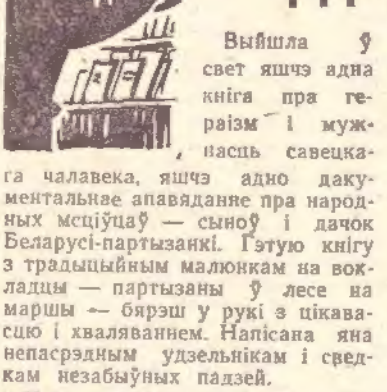 Выйшла ў
свет яшчэ адна
кніга пра ге-
раізм і муж-
насць савецка-
га чалавека, яшчэ адно даку-
ментальнае апавяданне пра народ-
ных мсціўцаў — сыноў і дачок
Беларусі-партызанкі. Гэтую кнігу
з традыцыйным малюнкам на вок-
ладцы — партызаны ў лесе на
маршы — бярэш у рукі з цікава-
сцю і хваляваннем. Напісана яна
непасрэдным удзельнікам і свед-
кам незабыўных падзей.